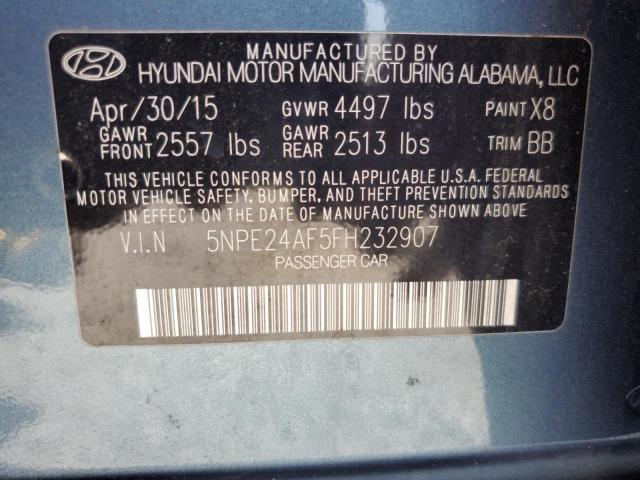 MANUFACTURED BY
HYUNDAI MOTOR MANUFACTURING ALABAMA, LLC
Apr/30/15 GVWR 4497 lbs PAINT X8
GAWR FRONT 2557 lbs GAWR REAR 2513 lbs TRIM BB
THIS VEHICLE CONFORMS TO ALL APPLICABLE U.S.A. FEDERAL
MOTOR VEHICLE SAFETY, BUMPER, AND THEFT PREVENTION STANDARDS
IN EFFECT ON THE DATE OF MANUFACTURE SHOWN ABOVE
V.I.N 5NPE24AF5FH232907
PASSENGER CAR